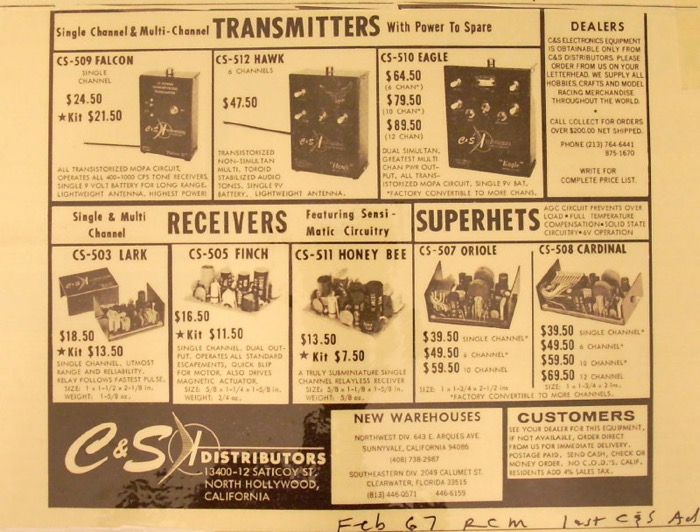 Single Channel & Multi-Channel TRANSMITTERS With Power To Spare
CS-509 FALCON
SINGLE
CHANNEL
$24.50
★Kit $21.50
ALL TRANSISTORIZED MOPA CIRCUIT,
OPERATES ALL 400-1000 CPS TONE RECEIVERS,
SINGLE 9 VOLT BATTERY FOR LONG RANGE,
LIGHTWEIGHT ANTENNA, HIGHEST POWER!
CS-512 HAWK
6 CHANNELS
$47.50
TRANSISTORIZED
NON-SIMULTAN
MULTI, TOROID
STABILIZED AUDIO
TONES, SINGLE 9V
BATTERY, LIGHTWEIGHT ANTENNA.
CS-510 EAGLE
$64.50
(6 CHAN*)
$79.50
(10 CHAN*)
$89.50
(12 CHAN)
DUAL SIMULTAN,
GREATEST MULTI
CHAN PWR OUT-
PUT, ALL TRANS-
ISTORIZED MOPA CIRCUIT, SINGLE 9V BAT,
*FACTORY CONVERTIBLE TO MORE CHANS.
C&S
Hawk
C&S
Eagle
DEALERS
C&S ELECTRONICS EQUIPMENT
IS OBTAINABLE ONLY FROM
C&S DISTRIBUTORS. PLEASE
ORDER FROM US ON YOUR
LETTERHEAD. WE SUPPLY ALL
HOBBIES, CRAFTS AND MODEL
RACING MERCHANDISE
THROUGHOUT THE WORLD.
•
CALL COLLECT FOR ORDERS
OVER $200.00 NET SHIPPED.
PHONE (213) 764-6441
875-1670
WRITE FOR
COMPLETE PRICE LIST.
Single & Multi
Channel
RECEIVERS
Featuring Sensi-
Matic Circuitry
SUPERHETS
AGC CIRCUIT PREVENTS OVER
LOAD • FULL TEMPERATURE
COMPENSATION • SOLID STATE
CIRCUITRY • 6V OPERATION
CS-503 LARK
$18.50
★Kit $13.50
SINGLE CHANNEL, UTMOST
RANGE AND RELIABILITY.
RELAY FOLLOWS FASTEST PULSE.
SIZE: 1 x 1-1/2 x 2-1/8 in.
WEIGHT: 1-5/8 oz.
CS-505 FINCH
$16.50
★Kit $11.50
SINGLE CHANNEL, DUAL OUT-
PUT. OPERATES ALL STANDARD
ESCAPEMENTS, QUICK BLIP
FOR MOTOR. ALSO DRIVES
MAGNETIC ACTUATOR.
SIZE: 5/8 x 1-1/4 x 1-5/8 in.
WEIGHT: 3/4 oz.
CS-511 HONEY BEE
$13.50
★Kit $7.50
A TRULY SUBMINIATURE SINGLE
CHANNEL RELAYLESS RECEIVER
SIZE: 5/8 x 1-1/8 x 1-5/8 in.
WEIGHT: 5/8 oz.
CS-507 ORIOLE
$39.50 SINGLE CHANNEL*
$49.50 6 CHANNEL*
$59.50 10 CHANNEL
SIZE: 1 x 1-3/4 x 2-1/2 ins
*FACTORY CONVERTIBLE TO MORE CHANNELS.
CS-508 CARDINAL
$39.50 SINGLE CHANNEL*
$49.50 6 CHANNEL*
$59.50 10 CHANNEL
$69.50 12 CHANNEL
SIZE: 1 x 1-3/4 x 2 ins.
C&S DISTRIBUTORS
13400-12 SATICOY ST.
NORTH HOLLYWOOD,
CALIFORNIA
NEW WAREHOUSES
NORTHWEST DIV. 643 E. ARQUES AVE.
SUNNYVALE, CALIFORNIA 94086
(408) 738-2987
SOUTHEASTERN DIV. 2049 CALUMET ST.
CLEARWATER, FLORIDA 33515
(813) 446-0571 446-6159
CUSTOMERS
SEE YOUR DEALER FOR THIS EQUIPMENT,
IF NOT AVAILABLE, ORDER DIRECT
FROM US FOR IMMEDIATE DELIVERY.
POSTAGE PAID. SEND CASH, CHECK OR
MONEY ORDER, NO C.O.D.'S. CALIF.
RESIDENTS ADD 4% SALES TAX.
Feb 67 RCM last C&S Ad